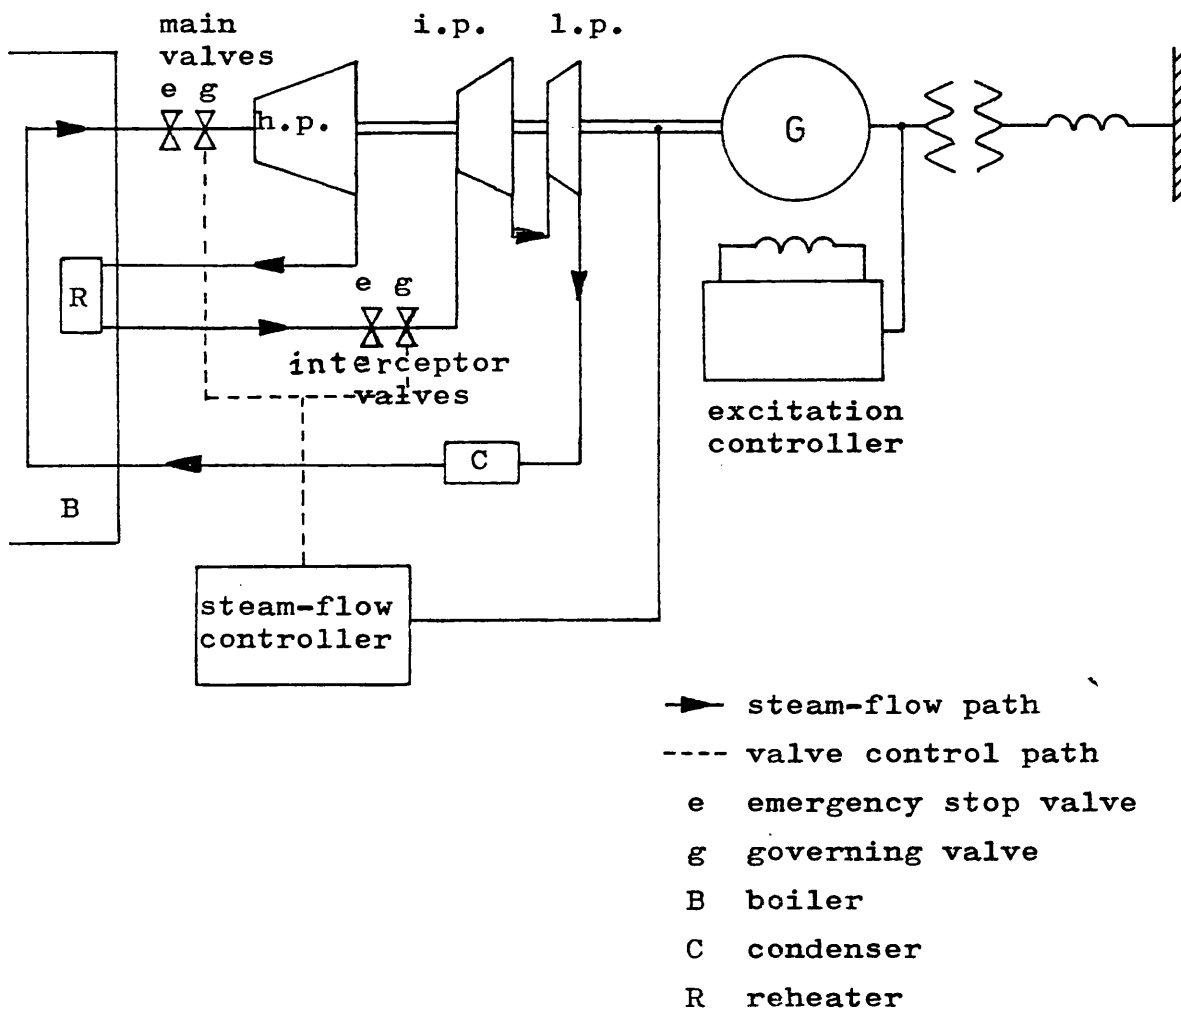 main
valves
i.p.
l.p.
e g
h.p.
G
R
e g
interceptor
valves
excitation
controller
C
B
steam-flow
controller
steam-flow path
valve control path
e emergency stop valve
g governing valve
B boiler
C condenser
R reheater